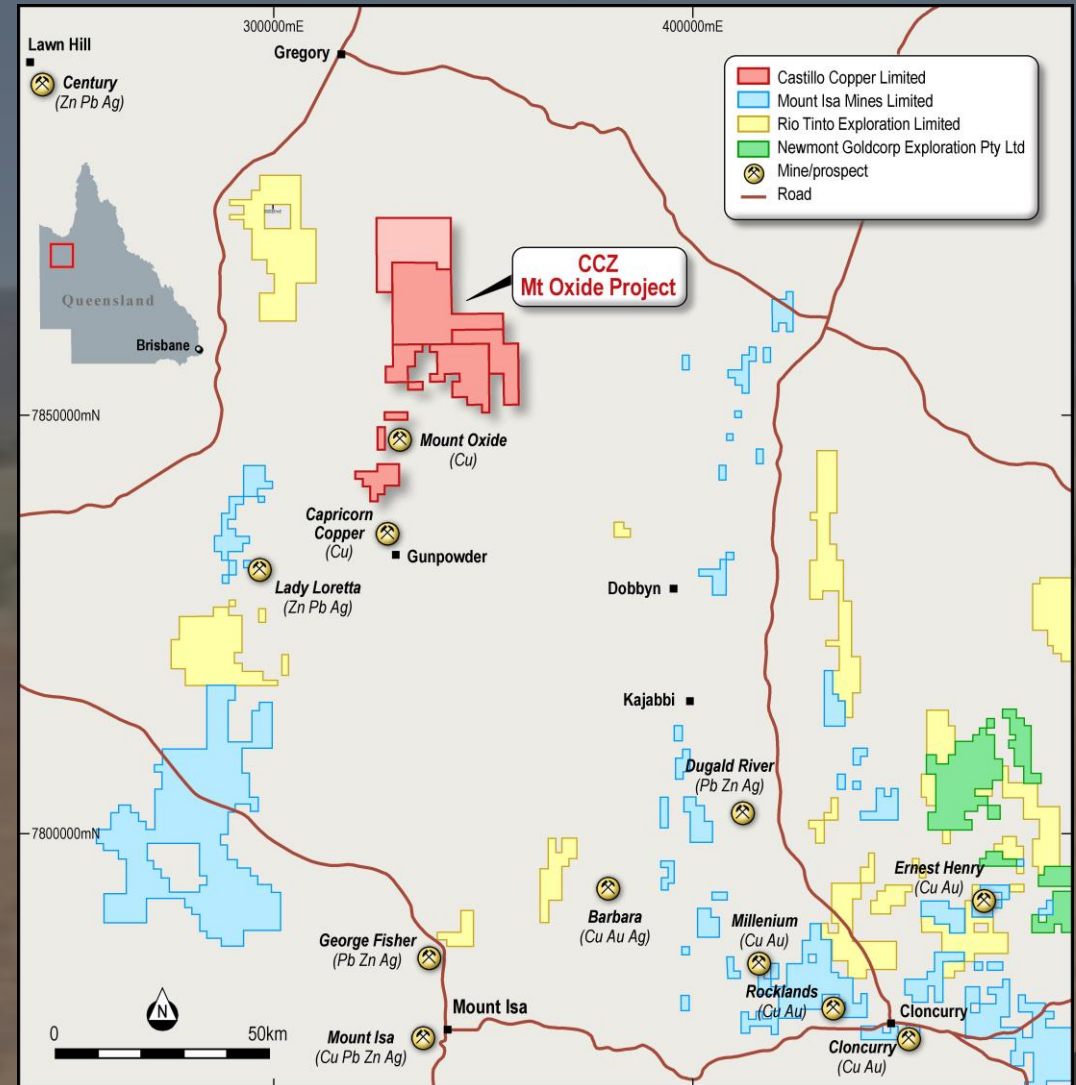 300000mE
400000mE
Lawn Hill
Century
(Zn Pb Ag)
Gregory
Castillo Copper Limited
Mount Isa Mines Limited
Rio Tinto Exploration Limited
Newmont Goldcorp Exploration Pty Ltd
Mine/prospect
Road
Queensland
Brisbane
CCZ
Mt Oxide Project
7850000mN
Mount Oxide
(Cu)
Capricorn
Copper
(Cu)
Gunpowder
Lady Loretta
(Zn Pb Ag)
Dobbyn
Kajabbi
Dugald River
(Pb Zn Ag)
7800000mN
Ernest Henry
(Cu Au)
Barbara
(Cu Au Ag)
Millenium
(Cu Au)
George Fisher
(Pb Zn Ag)
Rocklands
(Cu Au)
N
0
50km
Mount Isa
Mount Isa
(Cu Pb Zn Ag)
Cloncurry
Cloncurry
(Cu Au)